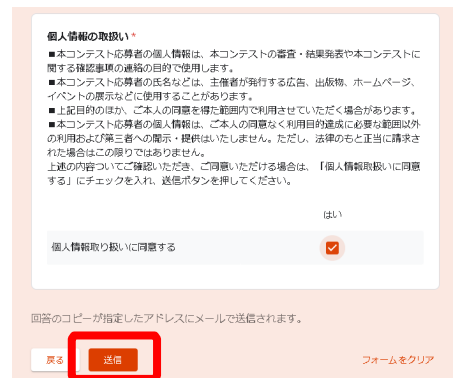 個人情報の取扱い *
■本コンテスト応募者の個人情報は、本コンテストの審査・結果発表や本コンテストに
関する確認事項の連絡の目的で使用します。
■本コンテスト応募者の氏名などは、主催者が発行する広告、出版物、ホームページ、
イベントの展示などに使用することがあります。
■上記目的のほか、ご本人の同意を得た範囲内で利用させていただく場合があります。
■本コンテスト応募者の個人情報は、ご本人の同意なく利用目的達成に必要な範囲以外
の利用および第三者への開示・提供はいたしません。ただし、法律のもと正当に請求さ
れた場合はこの限りではありません。
上述の内容ついてご確認いただき、ご同意いただける場合は、「個人情報取扱いに同意
する」にチェックを入れ、送信ボタンを押してください。
はい
個人情報取り扱いに同意する
回答のコピーが指定したアドレスにメールで送信されます。
戻る 送信 フォームをクリア